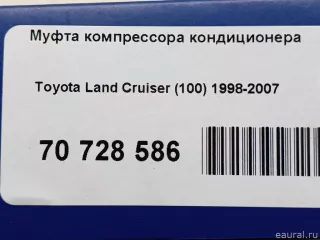 Муфта компрессора кондиционера
Toyota Land Cruiser (100) 1998-2007
70 728 586
eaural.ru